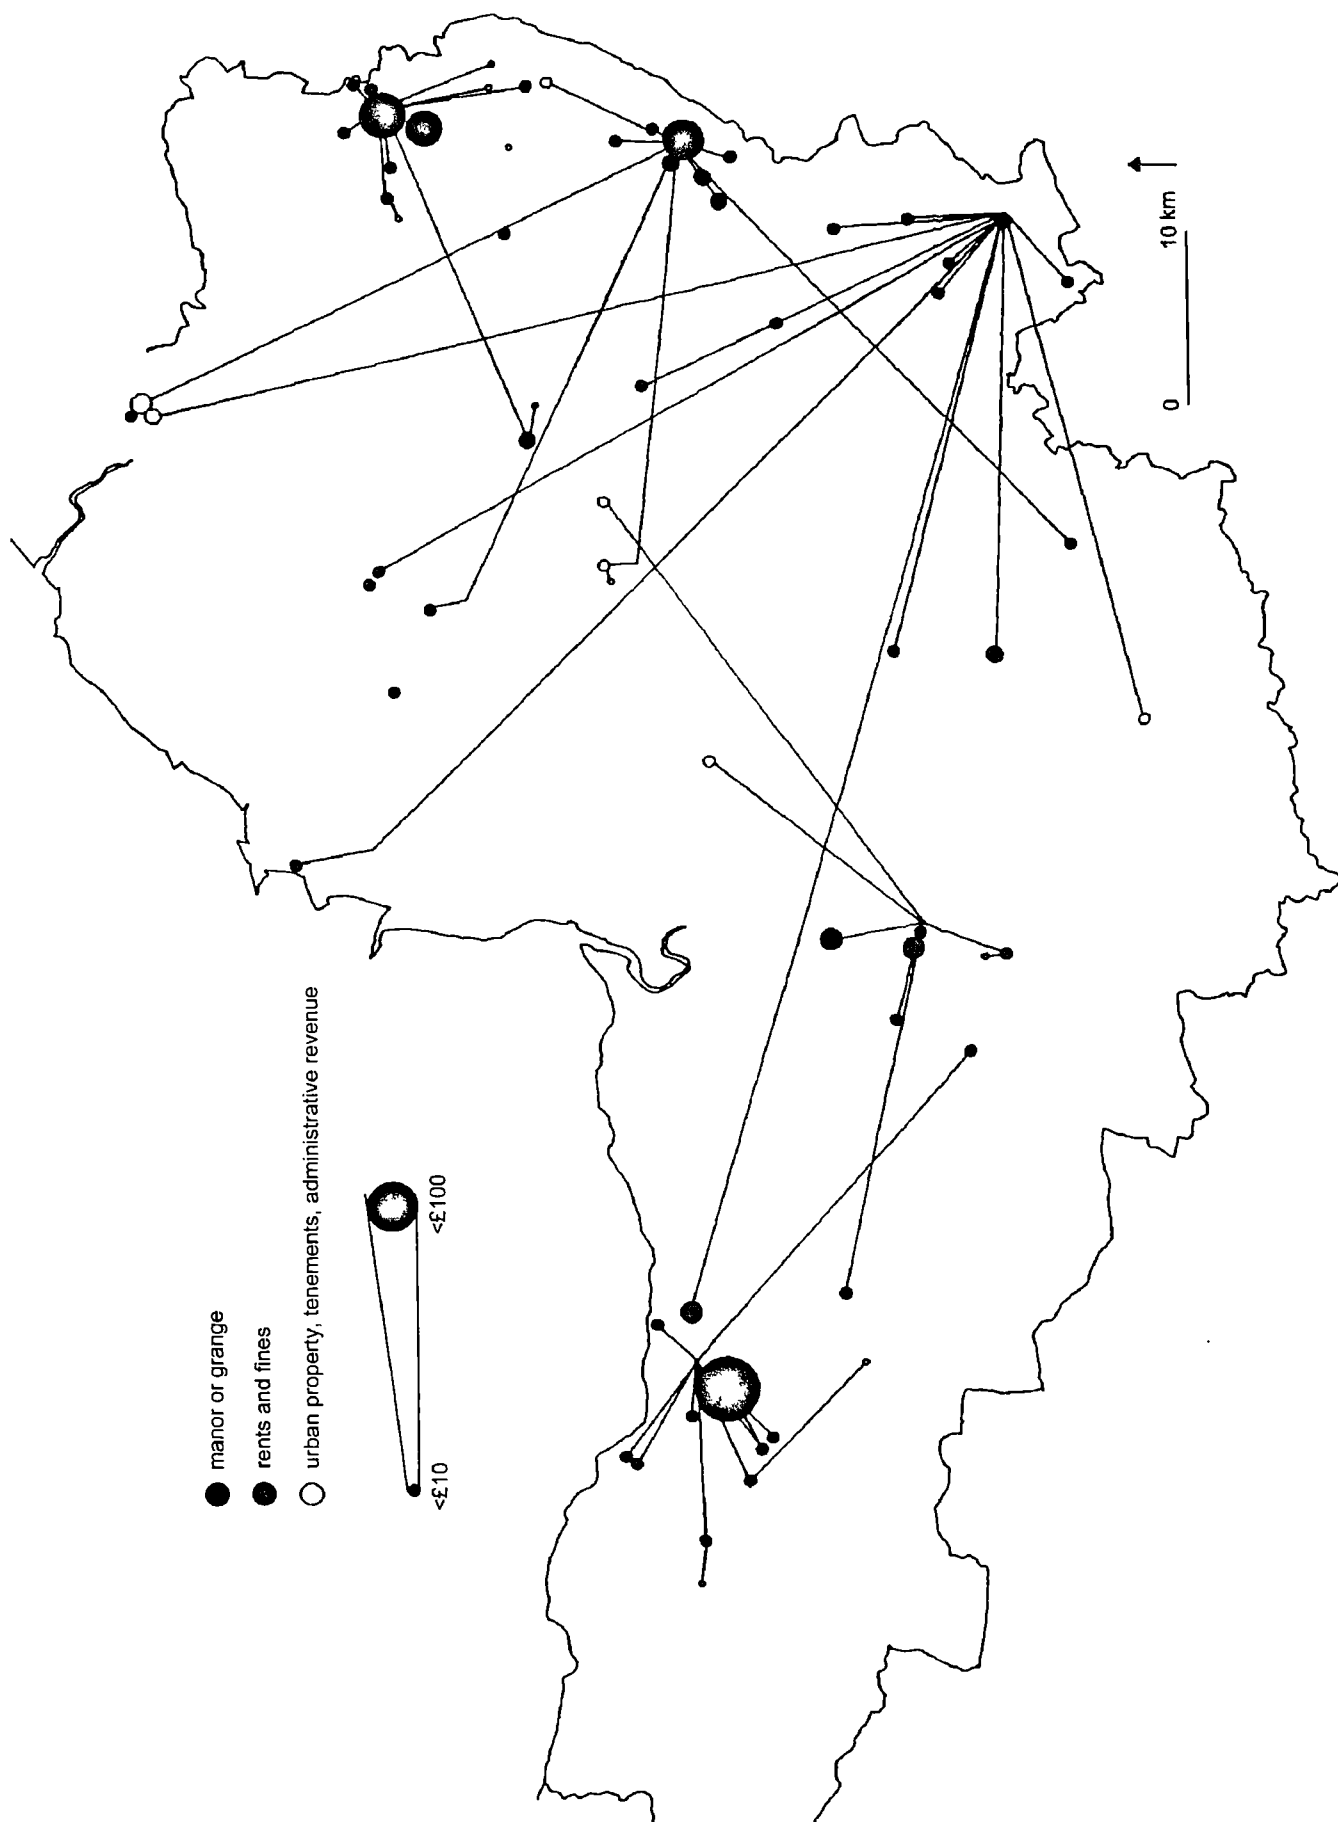 manor or grange
rents and fines
urban property, tenements, administrative revenue
<£10
<£100
0
10 km